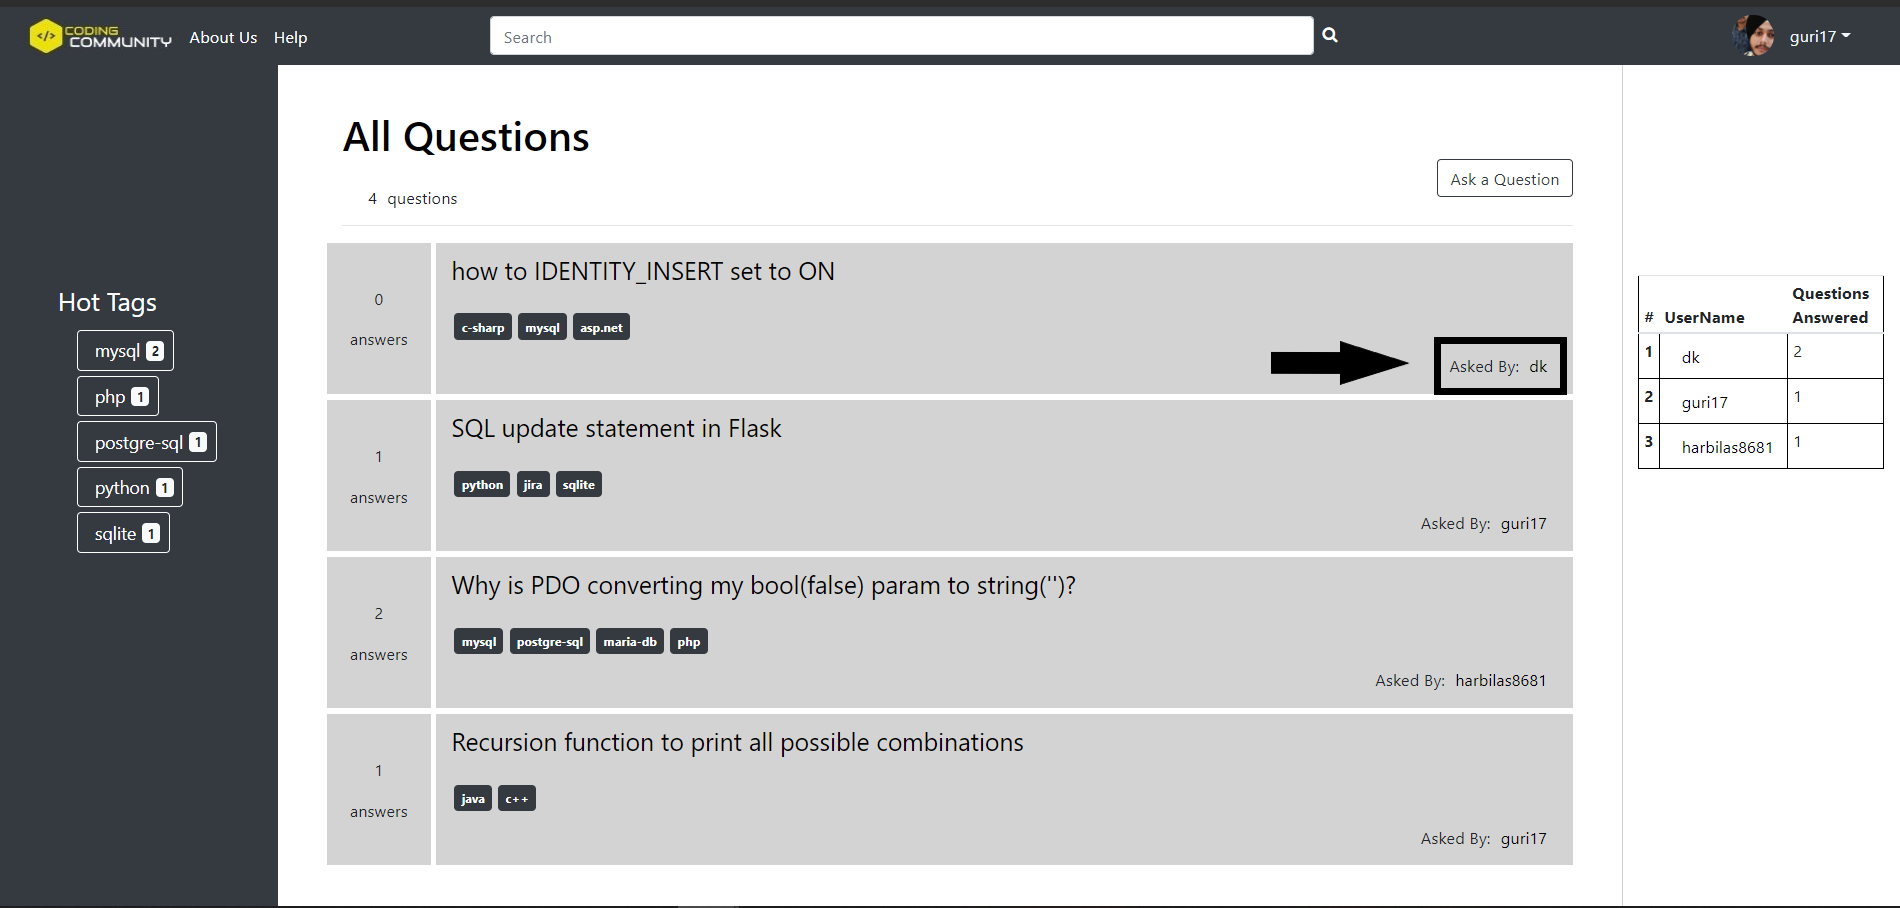 </> CODING
COMMUNITY
About Us
Help
Search
guri17
Hot Tags
mysql 2
php 1
postgre-sql 1
python 1
sqlite 1
All Questions
4 questions
Ask a Question
0
answers
how to IDENTITY_INSERT set to ON
c-sharp mysql asp.net
Asked By: dk
1
answers
SQL update statement in Flask
python jira sqlite
Asked By: guri17
2
answers
Why is PDO converting my bool(false) param to string('')?
mysql postgre-sql maria-db php
Asked By: harbilas8681
1
answers
Recursion function to print all possible combinations
java c++
Asked By: guri17
# UserName Questions
Answered
1 dk 2
2 guri17 1
3 harbilas8681 1